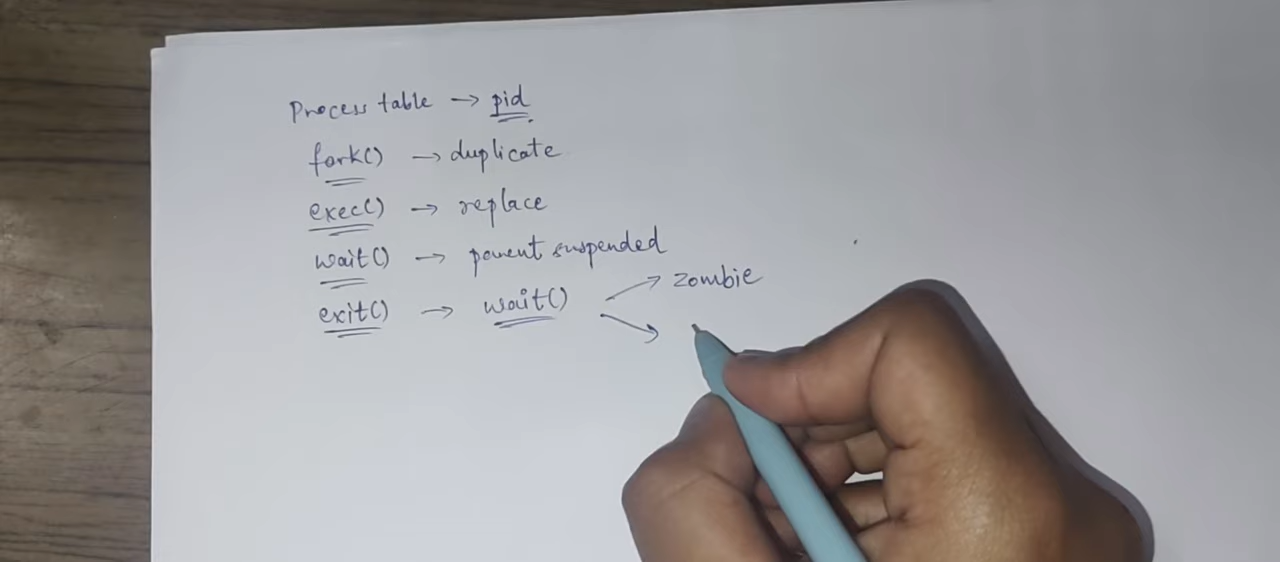 Process table → pid
fork() → duplicate
exec() → replace
wait() → parent suspended
exit() → wait() → zombie
→